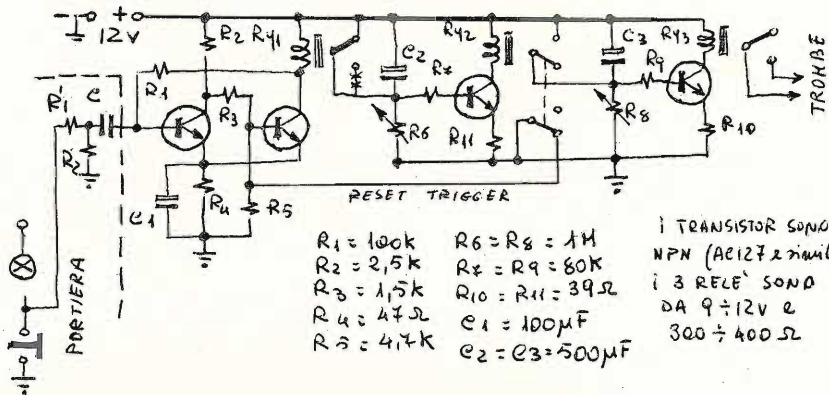 - +
12V
R2
Ry1
C2
Ry2
C3
Ry3
R'1
C
R1
R3
R7
R9
R'2
R6
R8
TROMBE
R11
R10
C1
R4
R5
RESET TRIGGER
PORTIERA
R1 = 100K
R2 = 2,5K
R3 = 1,5K
R4 = 47Ω
R5 = 4,7K
R6 = R8 = 1M
R7 = R9 = 80K
R10 = R11 = 39Ω
C1 = 100µF
C2 = C3 = 500µF
i TRANSISTOR SONO
NPN (AC127 e simil
i 3 RELE' SONO
DA 9÷12V e
300÷400Ω